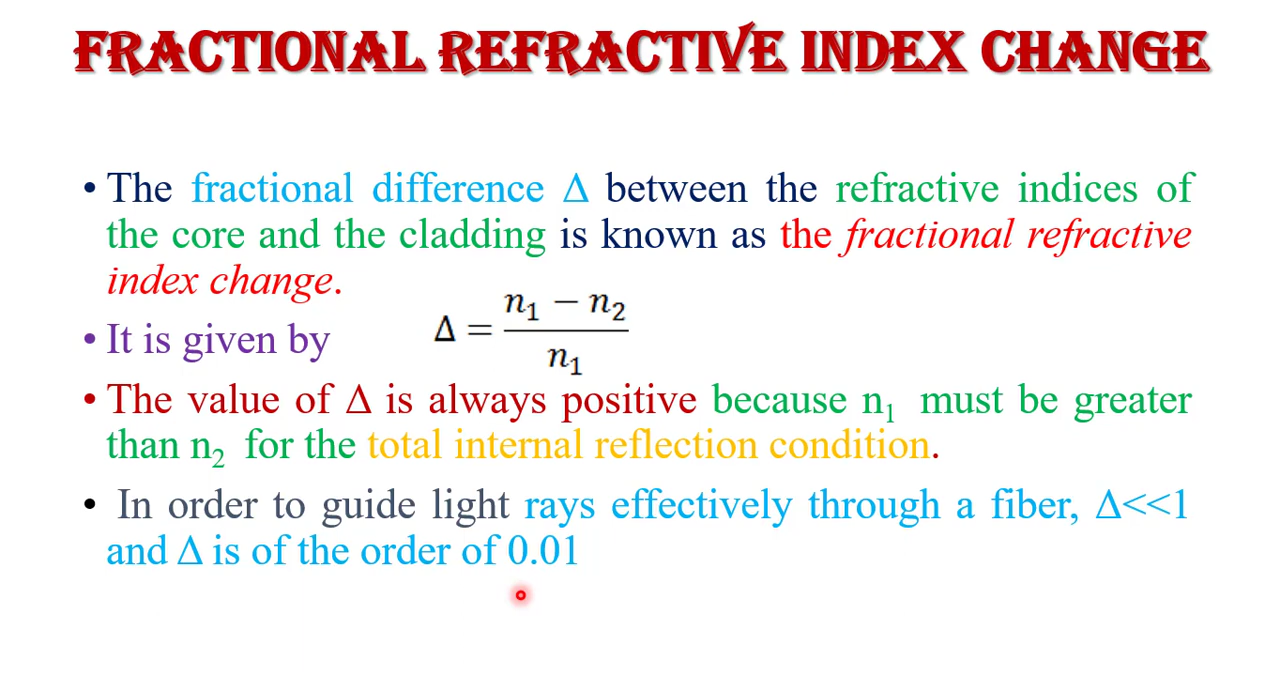 FRACTIONAL REFRACTIVE INDEX CHANGE
• The fractional difference Δ between the refractive indices of
the core and the cladding is known as the fractional refractive
index change.
• It is given by Δ = (n₁ − n₂) / n₁
• The value of Δ is always positive because n₁ must be greater
than n₂ for the total internal reflection condition.
• In order to guide light rays effectively through a fiber, Δ<<1
and Δ is of the order of 0.01